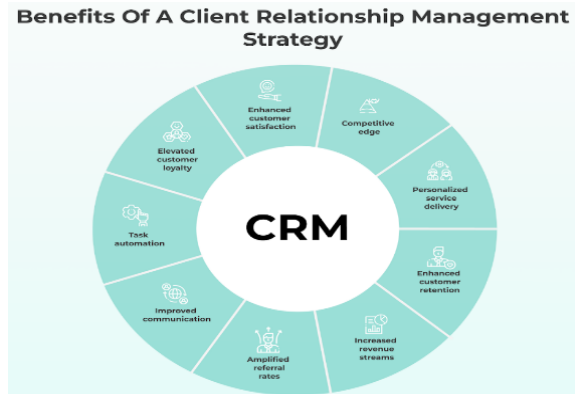 Benefits Of A Client Relationship Management
Strategy
Enhanced
customer
satisfaction
Competitive
edge
Personalized
service
delivery
Enhanced
customer
retention
Increased
revenue
streams
Amplified
referral
rates
Improved
communication
Task
automation
Elevated
customer
loyalty
CRM